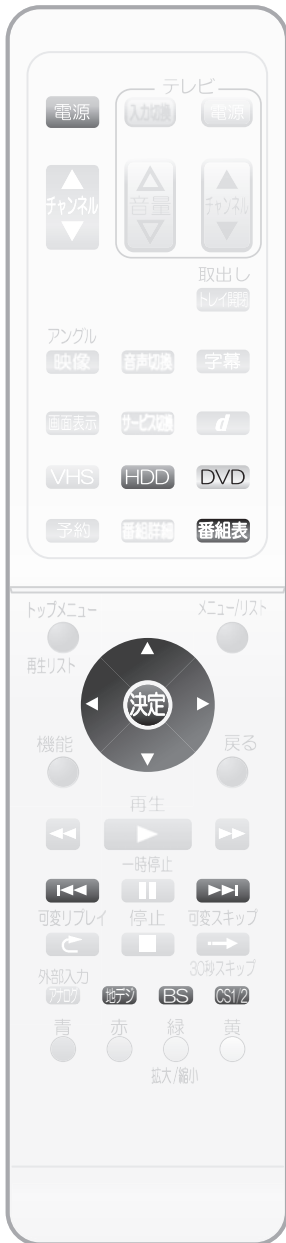 テレビ
電源 入力切換 電源
チャンネル 音量 チャンネル
取出し
トレイ開閉
アングル
映像 音声切換 字幕
画面表示 サービス切換 d
VHS HDD DVD
予約 番組詳細 番組表
トップメニュー メニュー/リスト
再生リスト
決定
機能 戻る
再生
一時停止
可変リプレイ 停止 可変スキップ
30秒スキップ
外部入力
アナログ 地デジ BS CS1/2
青 赤 緑 黄
拡大/縮小